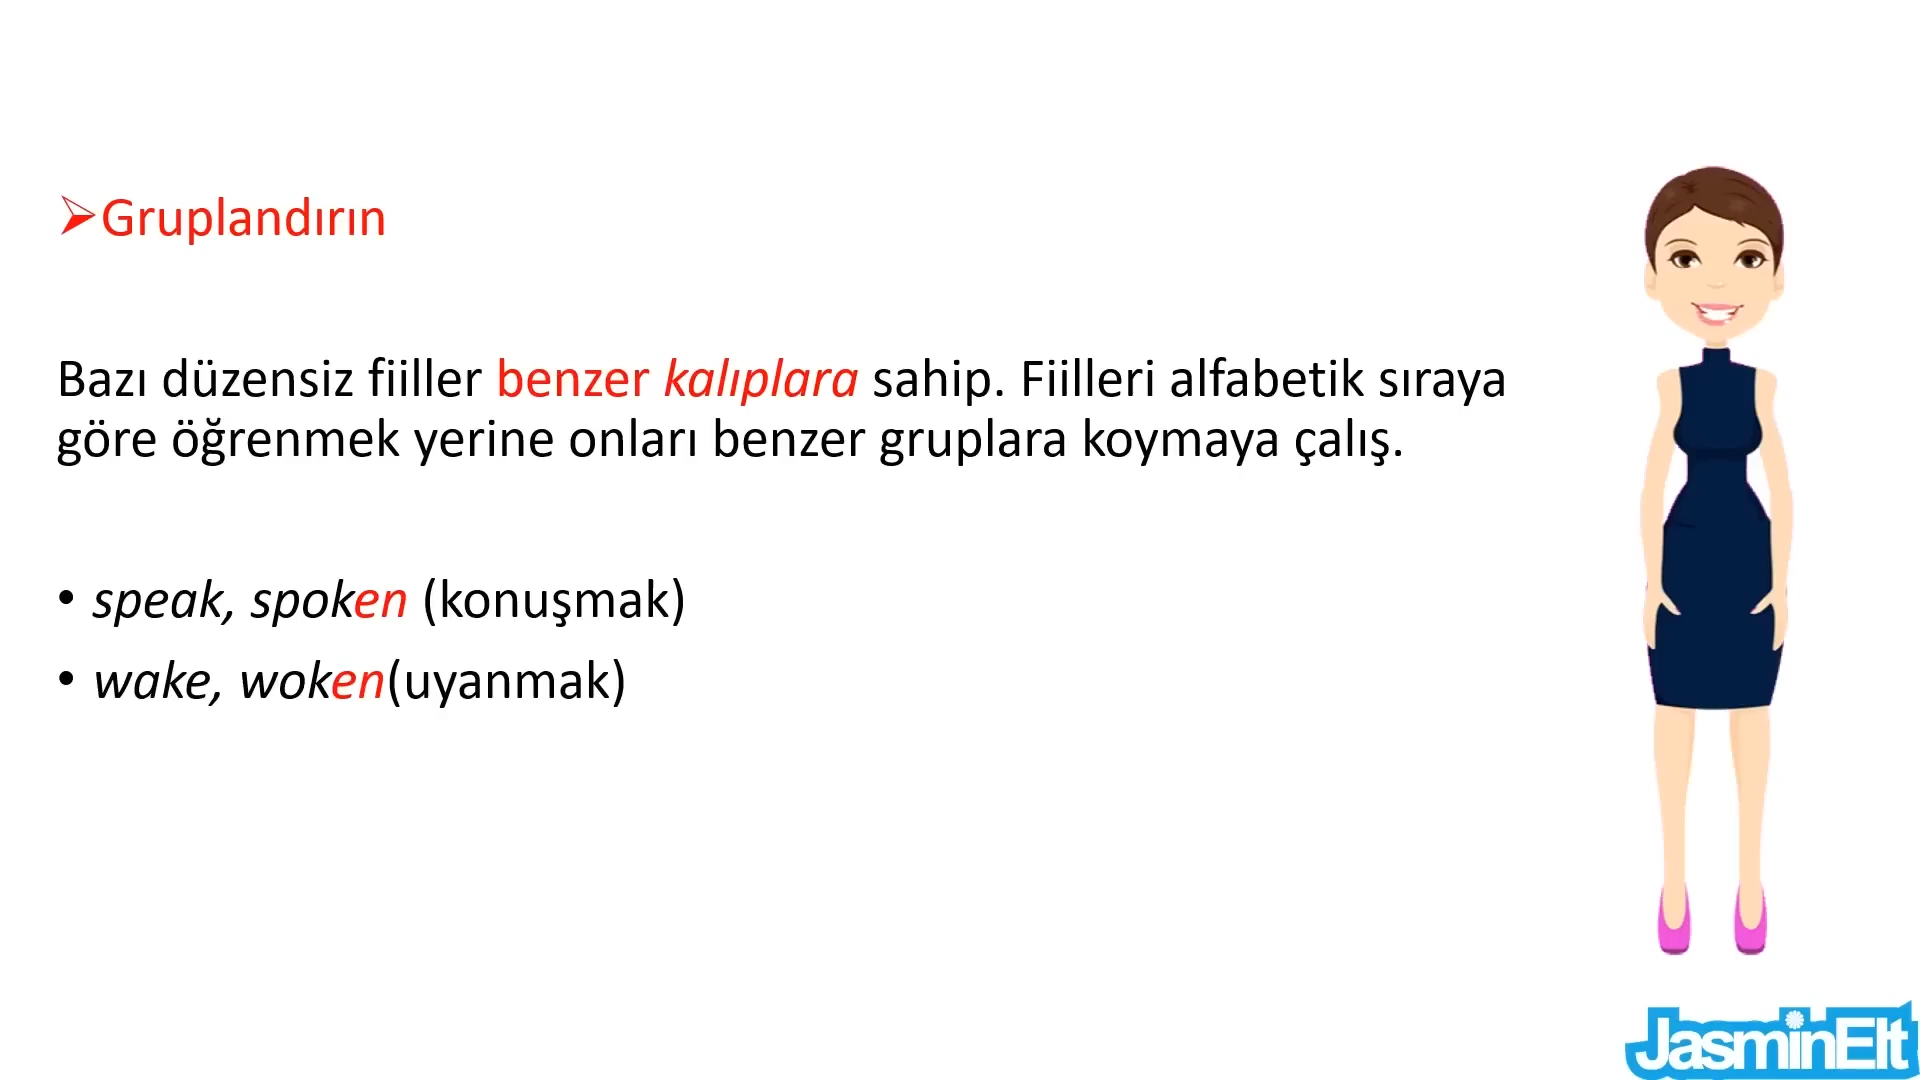 Gruplandırın
Bazı düzensiz fiiller benzer kalıplara sahip. Fiilleri alfabetik sıraya
göre öğrenmek yerine onları benzer gruplara koymaya çalış.
• speak, spoken (konuşmak)
• wake, woken(uyanmak)
JasminElt